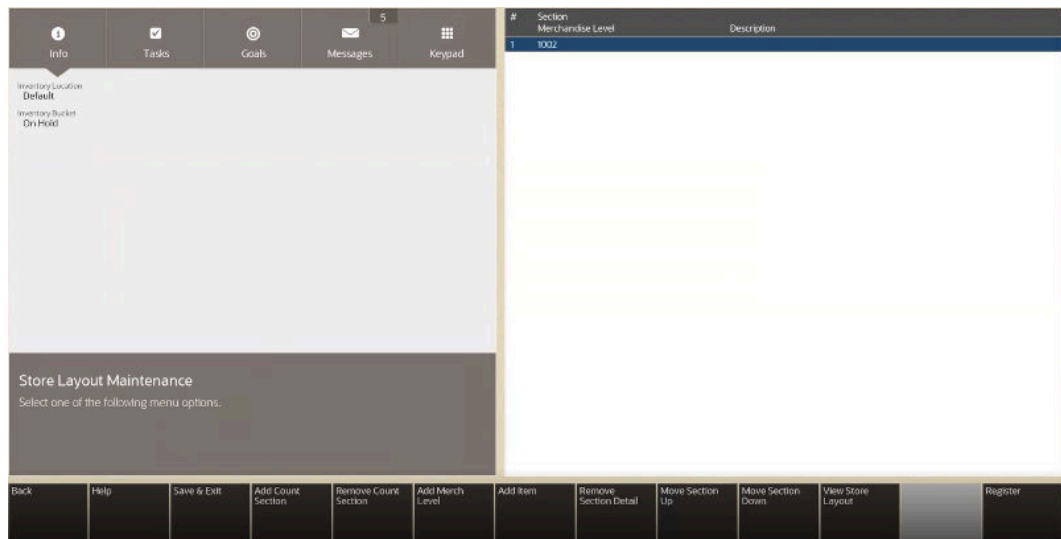 5
Info Tasks Goals Messages Keypad
Inventory Location
Default
Inventory Bucket
On Hold
# Section
Merchandise Level Description
1 1002
Store Layout Maintenance
Select one of the following menu options.
Back
Help
Save & Exit
Add Count
Section
Remove Count
Section
Add Merch
Level
Add Item
Remove
Section Detail
Move Section
Up
Move Section
Down
View Store
Layout
Register